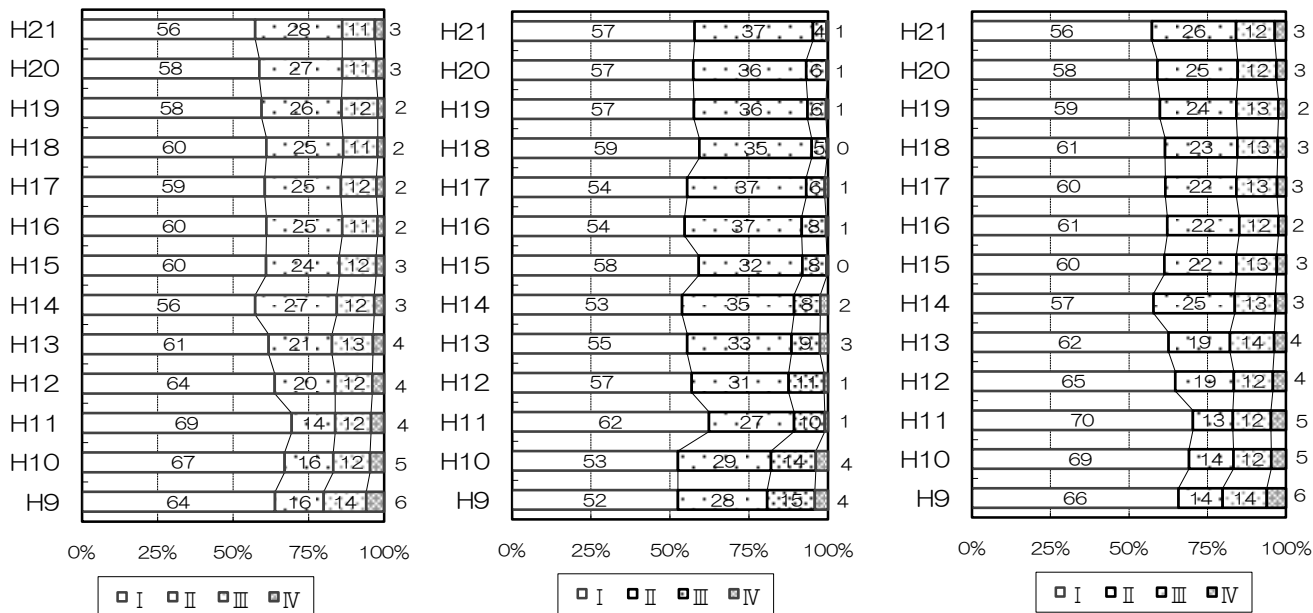 H21 56 28 11 3
H20 58 27 11 3
H19 58 26 12 2
H18 60 25 11 2
H17 59 25 12 2
H16 60 25 11 2
H15 60 24 12 3
H14 56 27 12 3
H13 61 21 13 4
H12 64 20 12 4
H11 69 14 12 4
H10 67 16 12 5
H9 64 16 14 6
0% 25% 50% 75% 100%
Ⅰ Ⅱ Ⅲ Ⅳ
H21 57 37 4 1
H20 57 36 6 1
H19 57 36 6 1
H18 59 35 5 0
H17 54 37 6 1
H16 54 37 8 1
H15 58 32 8 0
H14 53 35 8 2
H13 55 33 9 3
H12 57 31 11 1
H11 62 27 10 1
H10 53 29 14 4
H9 52 28 15 4
0% 25% 50% 75% 100%
Ⅰ Ⅱ Ⅲ Ⅳ
H21 56 26 12 3
H20 58 25 12 3
H19 59 24 13 2
H18 61 23 13 3
H17 60 22 13 3
H16 61 22 12 2
H15 60 22 13 3
H14 57 25 13 3
H13 62 19 14 4
H12 65 19 12 4
H11 70 13 12 5
H10 69 14 12 5
H9 66 14 14 6
0% 25% 50% 75% 100%
Ⅰ Ⅱ Ⅲ Ⅳ